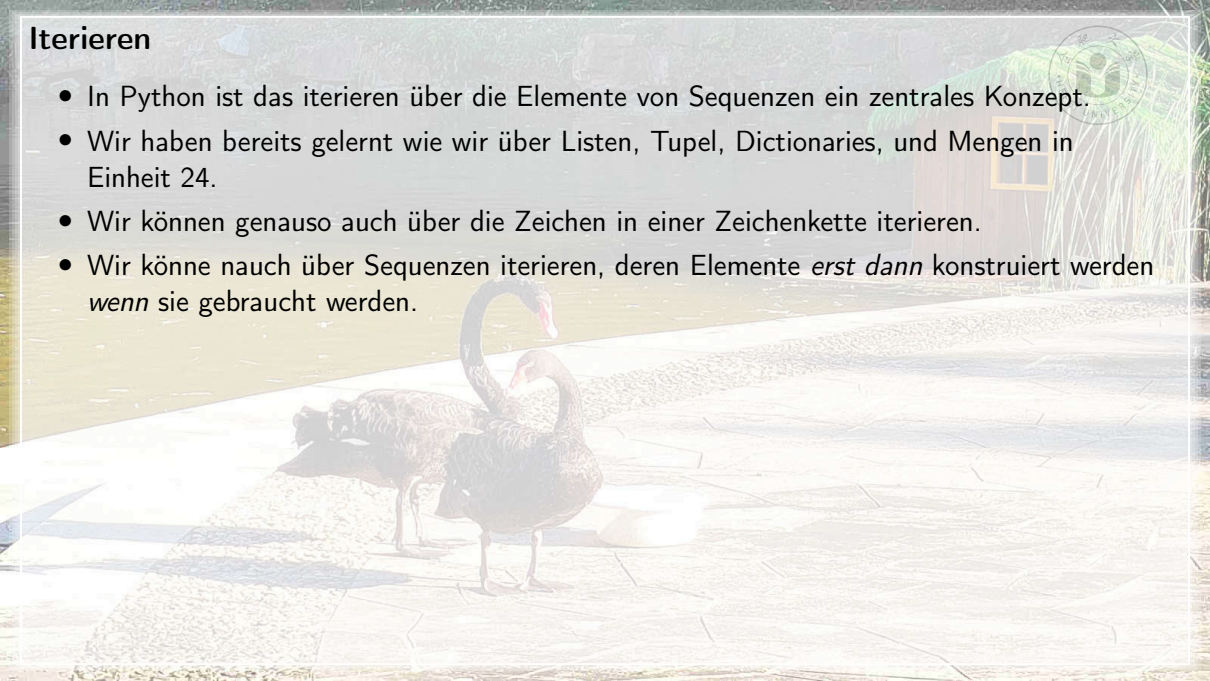 Iterieren
• In Python ist das iterieren über die Elemente von Sequenzen ein zentrales Konzept.
• Wir haben bereits gelernt wie wir über Listen, Tupel, Dictionaries, und Mengen in
Einheit 24.
• Wir können genauso auch über die Zeichen in einer Zeichenkette iterieren.
• Wir könne nauch über Sequenzen iterieren, deren Elemente erst dann konstruiert werden
wenn sie gebraucht werden.